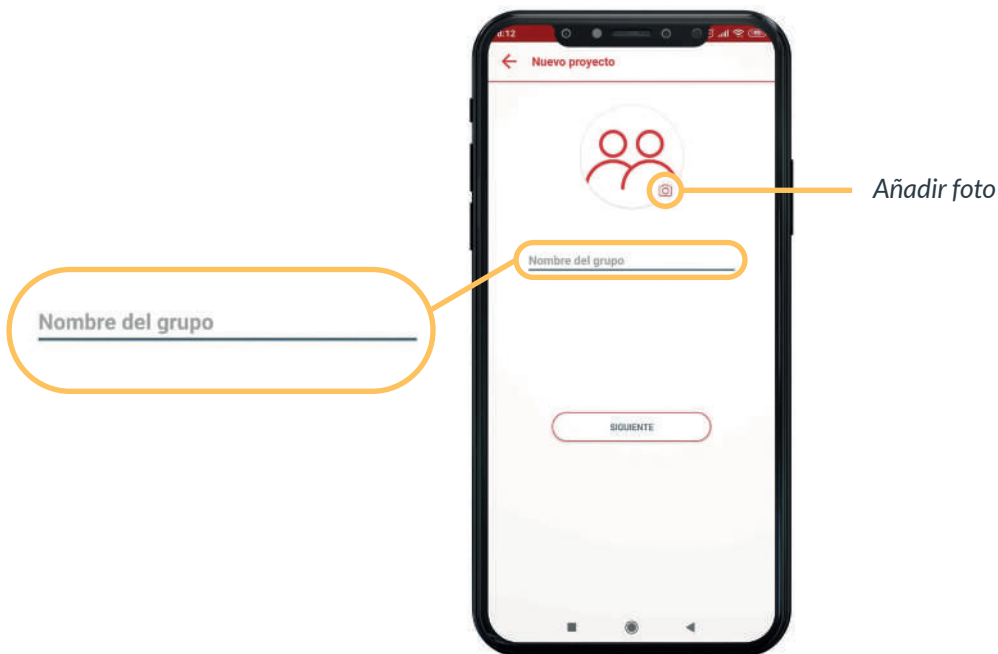 Nuevo proyecto
Añadir foto
Nombre del grupo
Nombre del grupo
SIGUIENTE